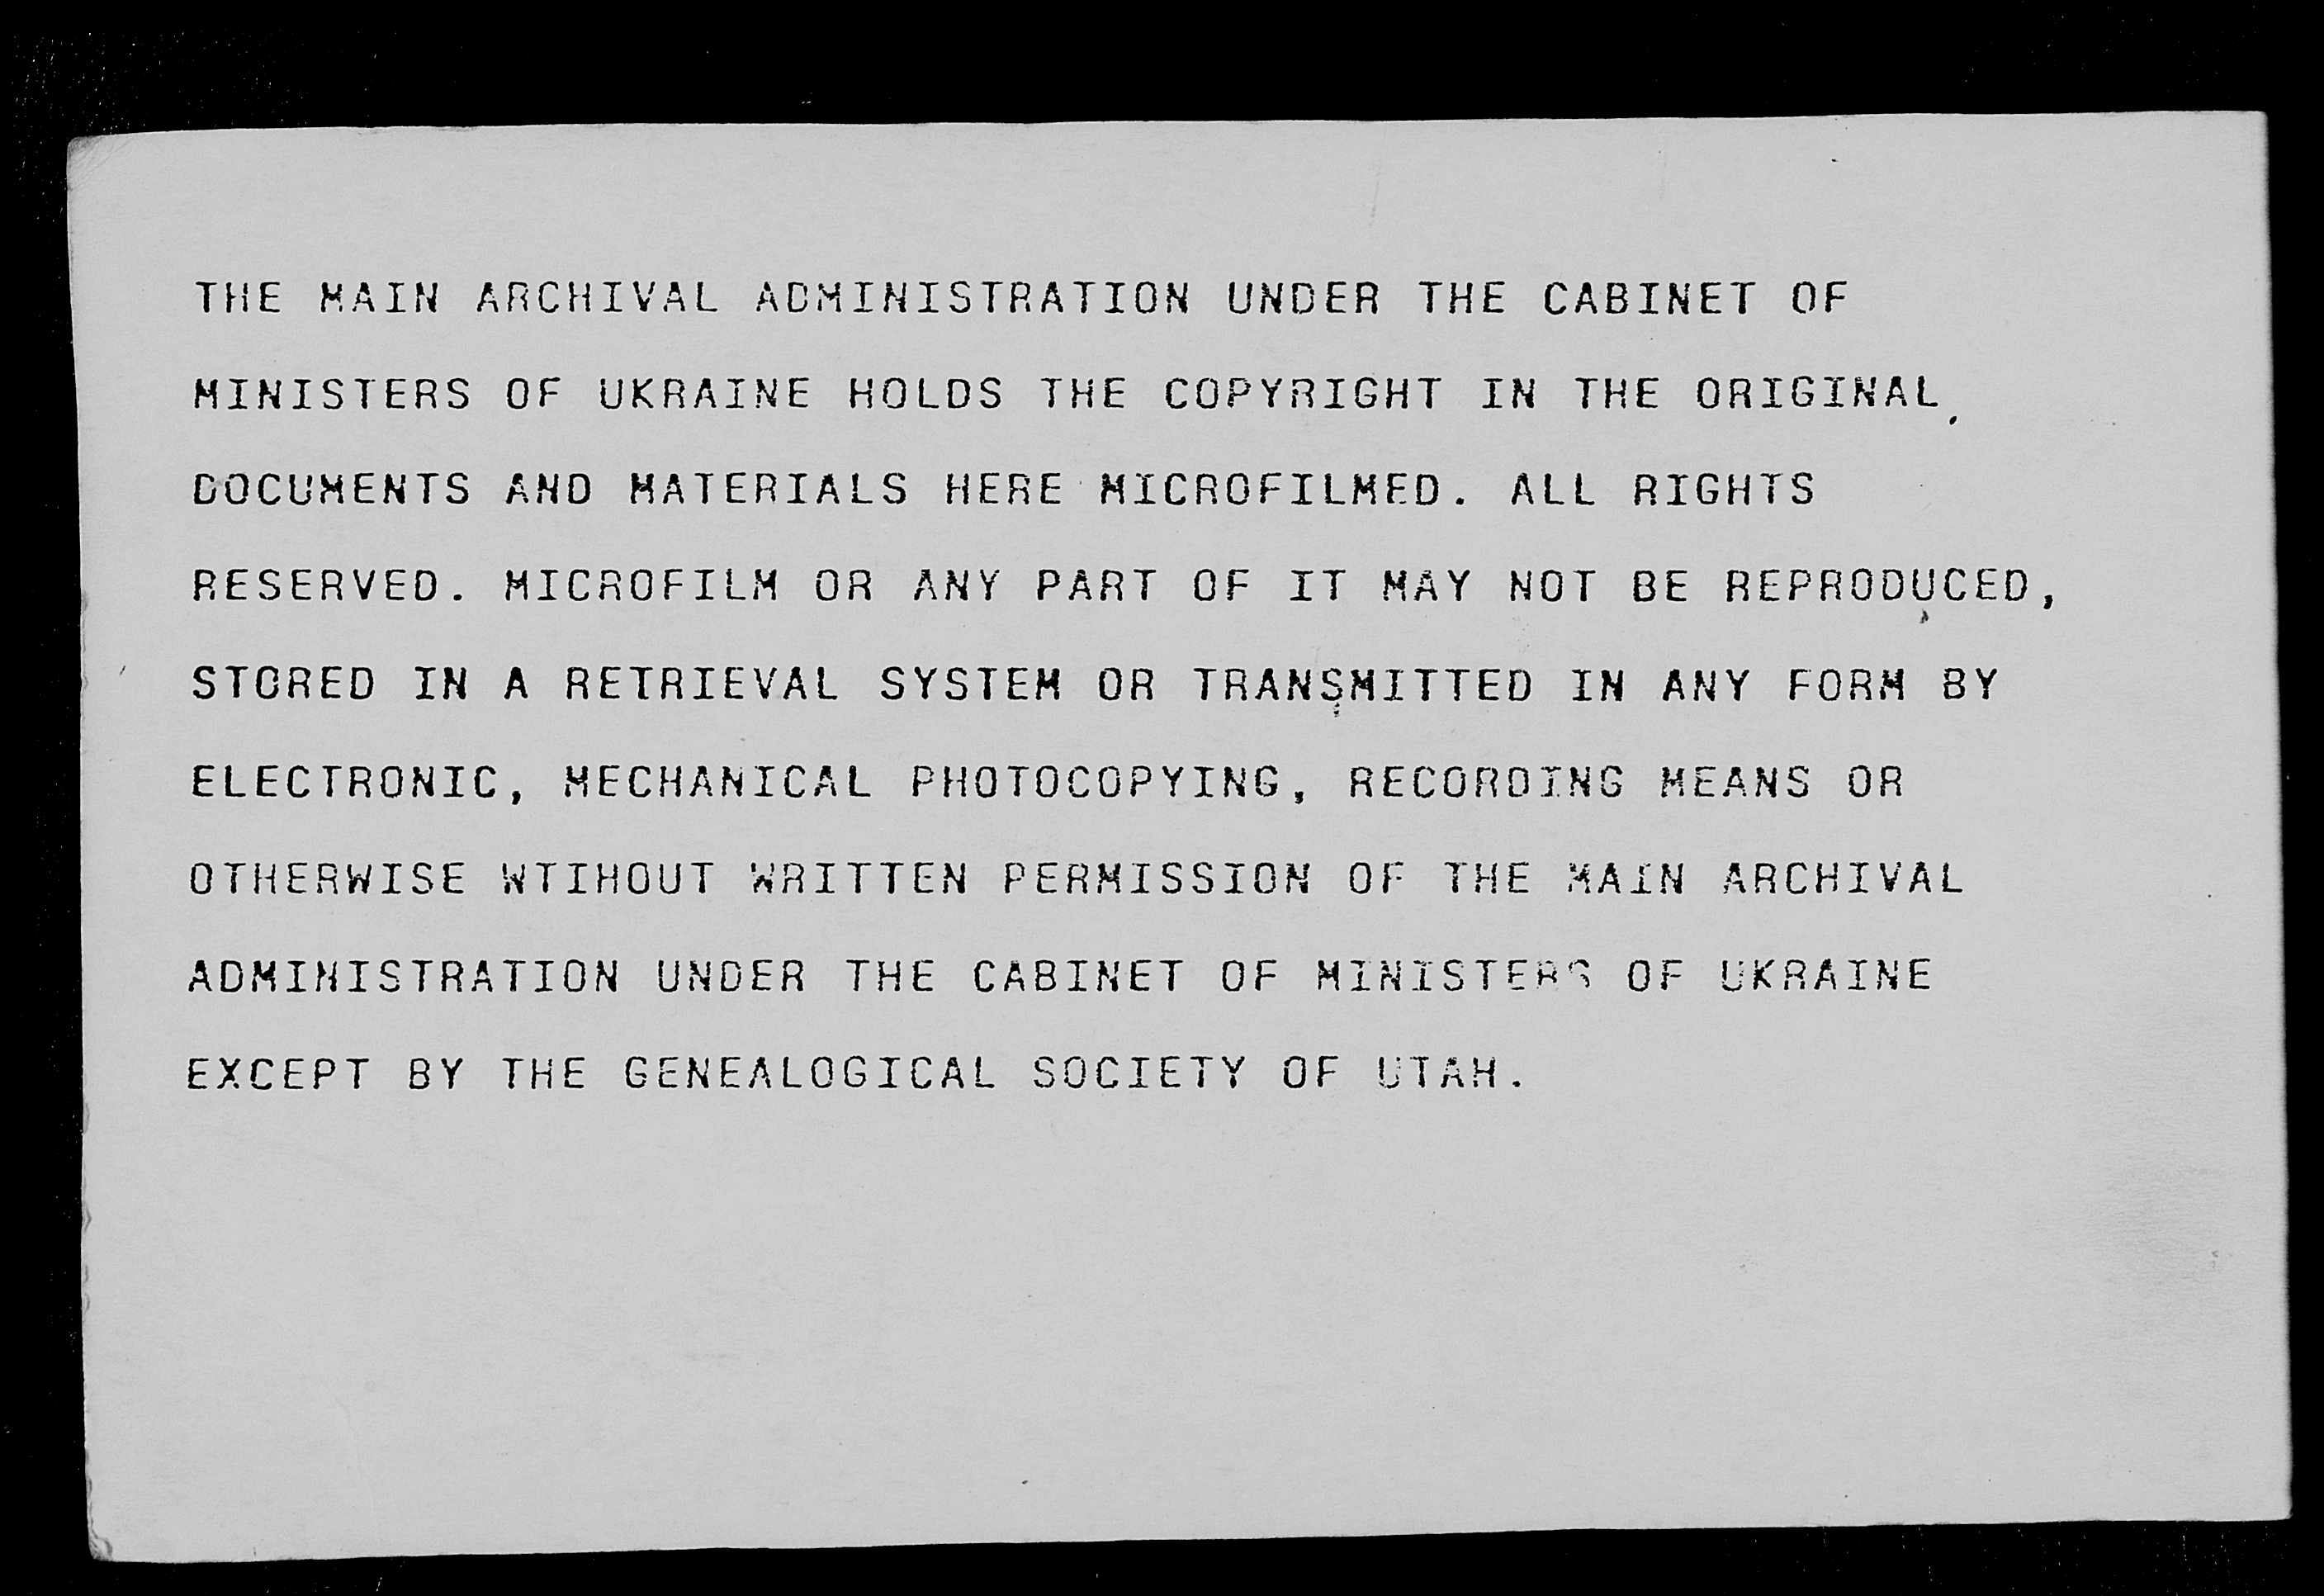 THE MAIN ARCHIVAL ADMINISTRATION UNDER THE CABINET OF
MINISTERS OF UKRAINE HOLDS THE COPYRIGHT IN THE ORIGINAL
DOCUMENTS AND MATERIALS HERE MICROFILMED. ALL RIGHTS
RESERVED. MICROFILM OR ANY PART OF IT MAY NOT BE REPRODUCED,
STORED IN A RETRIEVAL SYSTEM OR TRANSMITTED IN ANY FORM BY
ELECTRONIC, MECHANICAL PHOTOCOPYING, RECORDING MEANS OR
OTHERWISE WTIHOUT WRITTEN PERMISSION OF THE MAIN ARCHIVAL
ADMINISTRATION UNDER THE CABINET OF MINISTERS OF UKRAINE
EXCEPT BY THE GENEALOGICAL SOCIETY OF UTAH.